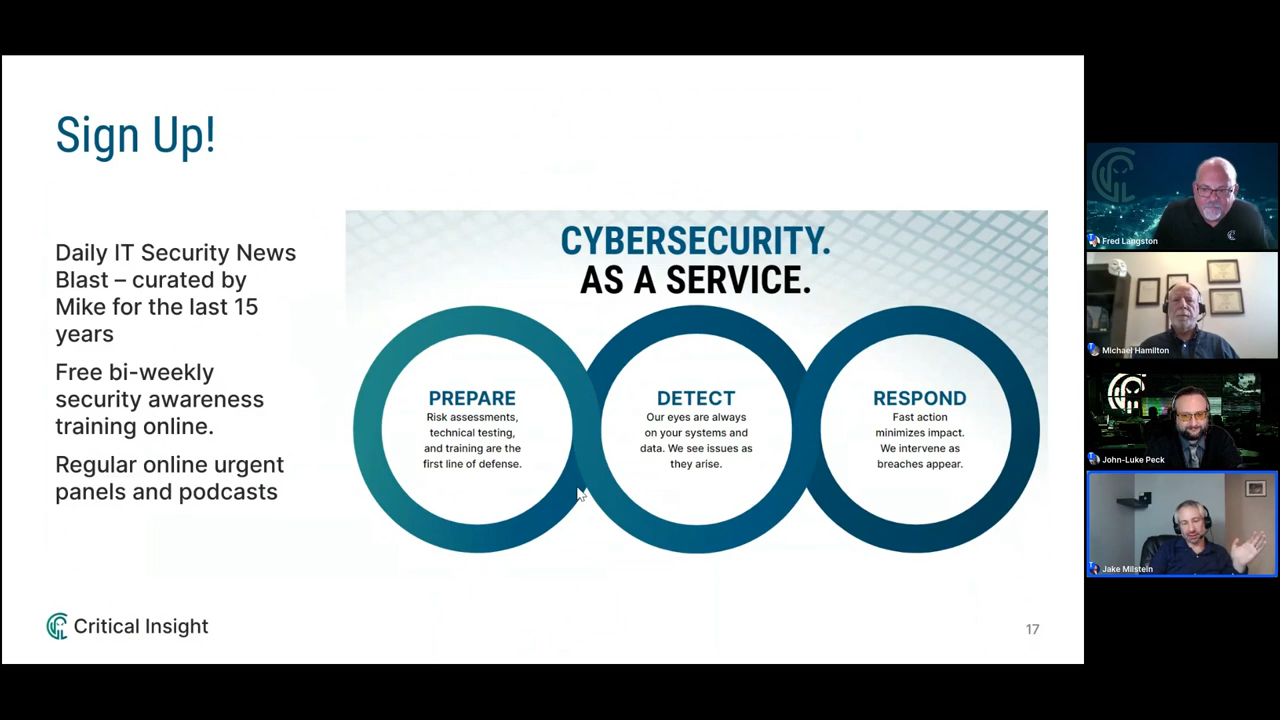 Sign Up!
Daily IT Security News
Blast – curated by
Mike for the last 15
years
Free bi-weekly
security awareness
training online.
Regular online urgent
panels and podcasts
CYBERSECURITY.
AS A SERVICE.
PREPARE
Risk assessments,
technical testing,
and training are the
first line of defense.
DETECT
Our eyes are always
on your systems and
data. We see issues as
they arise.
RESPOND
Fast action
minimizes impact.
We intervene as
breaches appear.
Critical Insight
17
Fred Langston
Michael Hamilton
John-Luke Peck
Jake Milstein